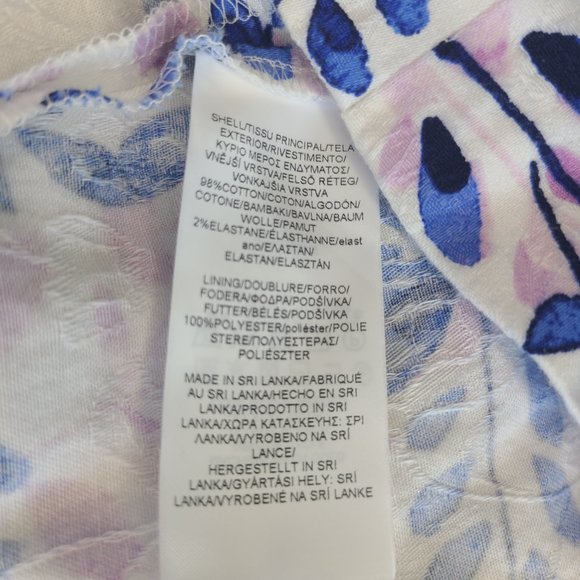 SHELL/TISSU PRINCIPAL/TELA
EXTERIOR/RIVESTIMENTO/
ΚΥΡΙΟ ΜΕΡΟΣ ΕΝΔΥΜΑΤΟΣ/
VNĚJŠÍ VRSTVA/FELSŐ RÉTEG/
VONKAJŠIA VRSTVA
98%COTTON/COTON/ALGODÓN/
COTONE/ΒΑΜΒΑΚΙ/BAVLNA/BAUM
WOLLE/PAMUT
2%ELASTANE/ÉLASTHANNE/elast
ano/ΕΛΑΣΤΑΝ/
ELASTAN/ELASZTÁN
LINING/DOUBLURE/FORRO/
FODERA/ΦΟΔΡΑ/PODŠÍVKA/
FUTTER/BÉLÉS/PODŠÍVKA
100%POLYESTER/poliéster/POLIE
STERE/ΠΟΛΥΕΣΤΕΡΑΣ/
POLIÉSZTER
MADE IN SRI LANKA/FABRIQUÉ
AU SRI LANKA/HECHO EN SRI
LANKA/PRODOTTO IN SRI
LANKA/ΧΩΡΑ ΚΑΤΑΣΚΕΥΗΣ: ΣΡΙ
ΛΑΝΚΑ/VYROBENO NA SRÍ
LANCE/
HERGESTELLT IN SRI
LANKA/GYÁRTÁSI HELY: SRÍ
LANKA/VYROBENÉ NA SRÍ LANKE